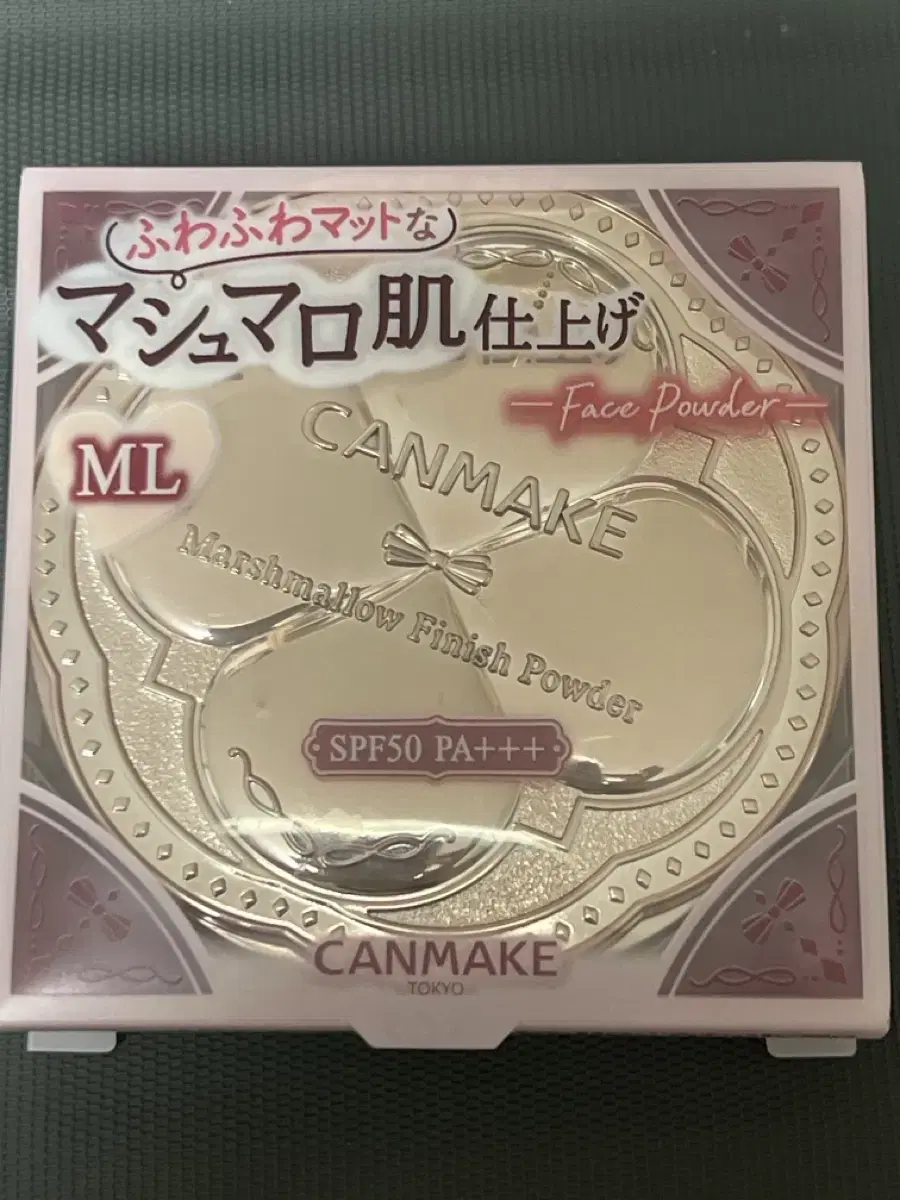 ふわふわマットな
マシュマロ肌仕上げ
Face Powder
ML
CANMAKE
Marshmallow Finish Powder
SPF50 PA+++
CANMAKE
TOKYO